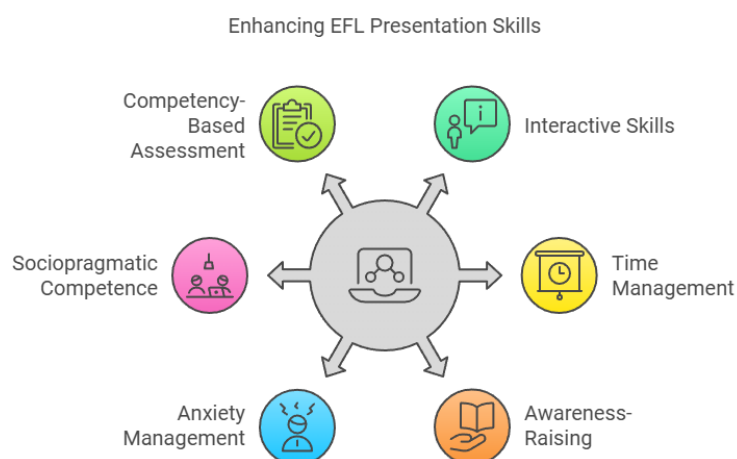 Enhancing EFL Presentation Skills
Competency-
Based
Assessment
Interactive Skills
Sociopragmatic
Competence
Time
Management
Anxiety
Management
Awareness-
Raising